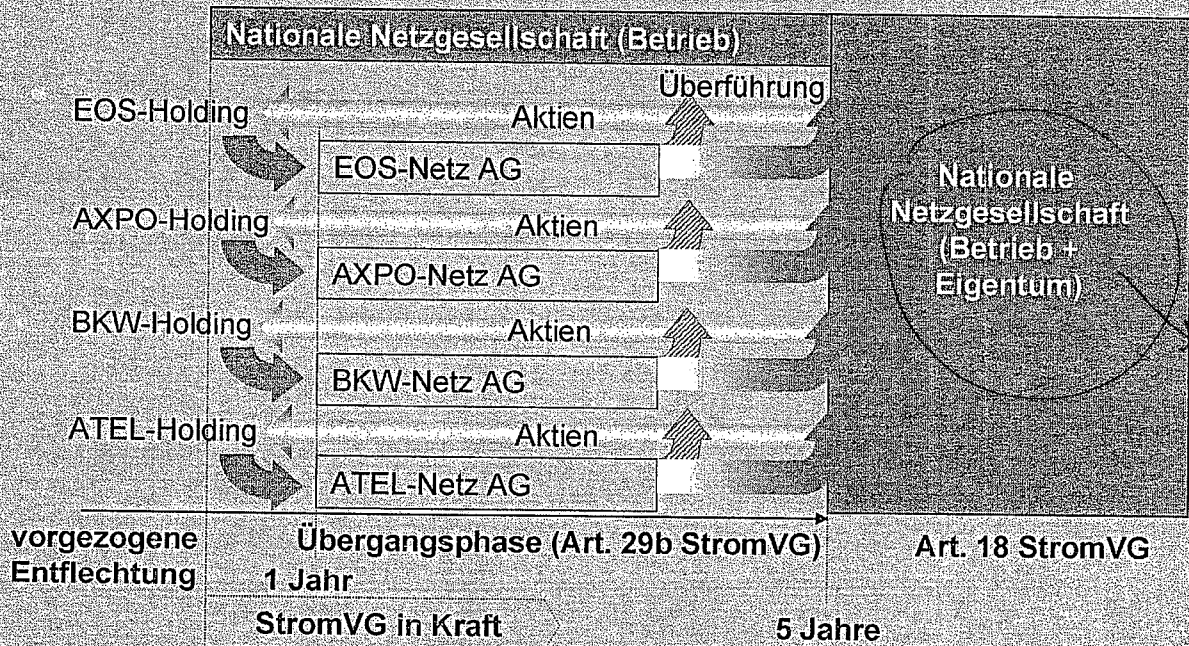 Nationale Netzgesellschaft (Betrieb)
Überführung
EOS-Holding
Aktien
EOS-Netz AG
AXPO-Holding
Aktien
AXPO-Netz AG
BKW-Holding
Aktien
BKW-Netz AG
ATEL-Holding
Aktien
ATEL-Netz AG
Nationale
Netzgesellschaft
(Betrieb +
Eigentum)
vorgezogene
Entflechtung
Übergangsphase (Art. 29b StromVG)
Art. 18 StromVG
1 Jahr
StromVG in Kraft
5 Jahre